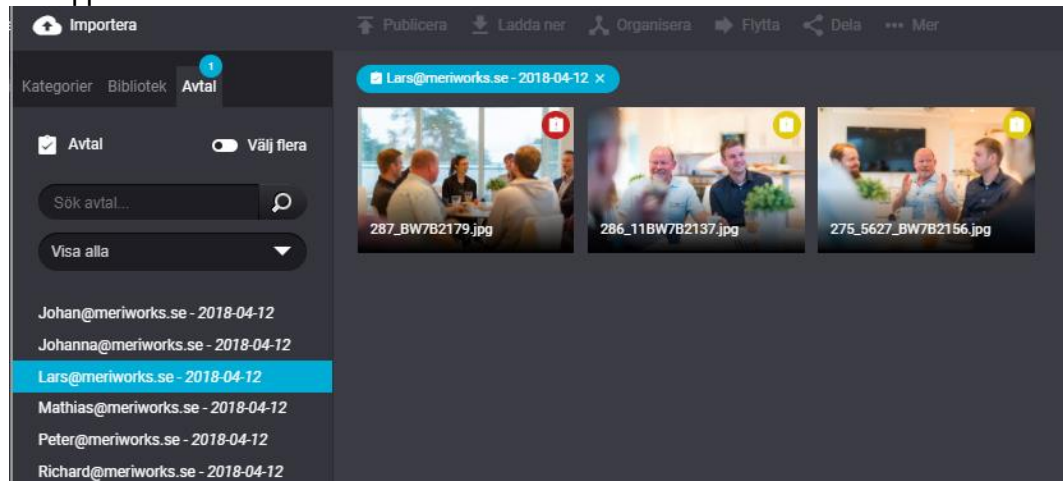 Importera
Publicera Ladda ner Organisera Flytta Dela Mer
1
Kategorier Bibliotek Avtal
Lars@meriworks.se - 2018-04-12 ×
Avtal Välj flera
Sök avtal...
Visa alla
287_BW7B2179.jpg 286_11BW7B2137.jpg 275_5627_BW7B2156.jpg
Johan@meriworks.se - 2018-04-12
Johanna@meriworks.se - 2018-04-12
Lars@meriworks.se - 2018-04-12
Mathias@meriworks.se - 2018-04-12
Peter@meriworks.se - 2018-04-12
Richard@meriworks.se - 2018-04-12